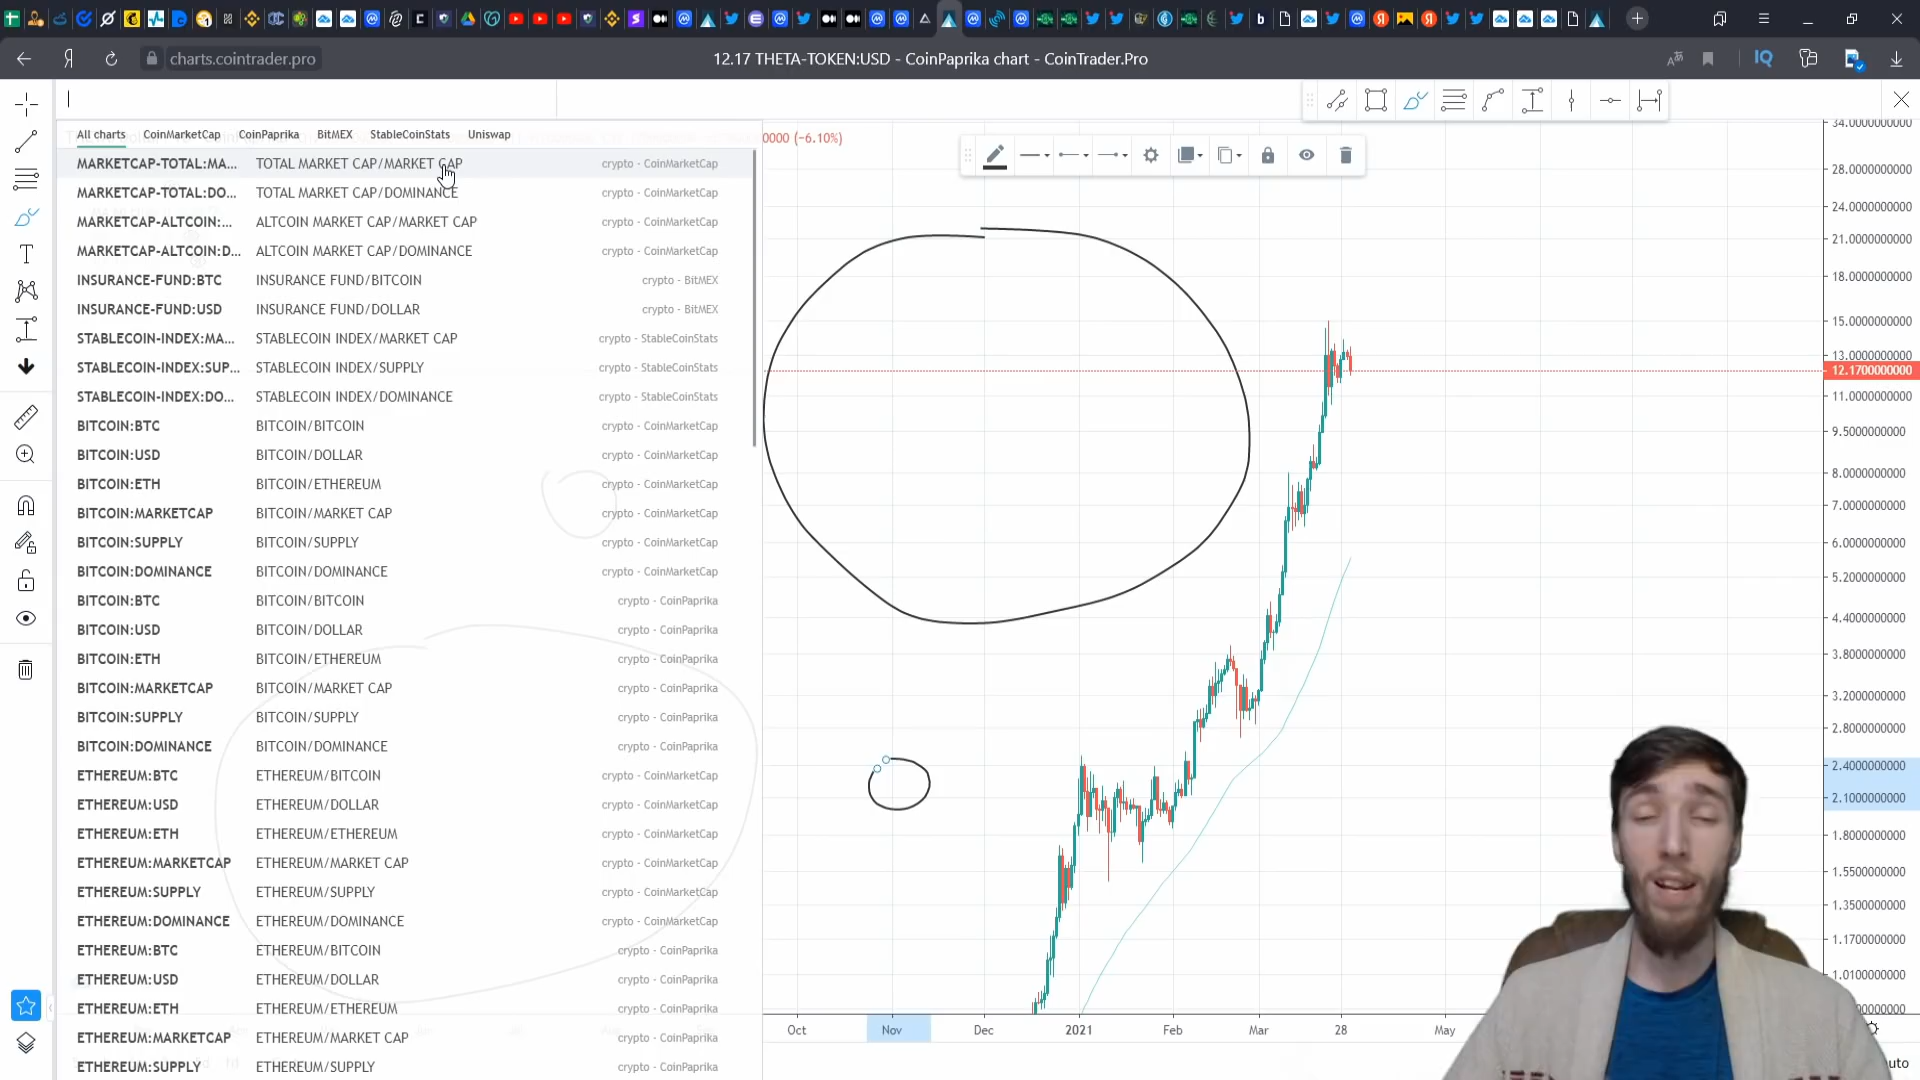 charts.cointrader.pro
12.17 THETA-TOKEN:USD - CoinPaprika chart - CoinTrader.Pro
All charts CoinMarketCap CoinPaprika BitMEX StableCoinStats Uniswap
0000 (−6.10%)
MARKETCAP-TOTAL:MA... TOTAL MARKET CAP/MARKET CAP crypto - CoinMarketCap
MARKETCAP-TOTAL:DO... TOTAL MARKET CAP/DOMINANCE crypto - CoinMarketCap
MARKETCAP-ALTCOIN:... ALTCOIN MARKET CAP/MARKET CAP crypto - CoinMarketCap
MARKETCAP-ALTCOIN:D... ALTCOIN MARKET CAP/DOMINANCE crypto - CoinMarketCap
INSURANCE-FUND:BTC INSURANCE FUND/BITCOIN crypto - BitMEX
INSURANCE-FUND:USD INSURANCE FUND/DOLLAR crypto - BitMEX
STABLECOIN-INDEX:MA... STABLECOIN INDEX/MARKET CAP crypto - StableCoinStats
STABLECOIN-INDEX:SUP... STABLECOIN INDEX/SUPPLY crypto - StableCoinStats
STABLECOIN-INDEX:DO... STABLECOIN INDEX/DOMINANCE crypto - StableCoinStats
BITCOIN:BTC BITCOIN/BITCOIN crypto - CoinMarketCap
BITCOIN:USD BITCOIN/DOLLAR crypto - CoinMarketCap
BITCOIN:ETH BITCOIN/ETHEREUM crypto - CoinMarketCap
BITCOIN:MARKETCAP BITCOIN/MARKET CAP crypto - CoinMarketCap
BITCOIN:SUPPLY BITCOIN/SUPPLY crypto - CoinMarketCap
BITCOIN:DOMINANCE BITCOIN/DOMINANCE crypto - CoinMarketCap
BITCOIN:BTC BITCOIN/BITCOIN crypto - CoinPaprika
BITCOIN:USD BITCOIN/DOLLAR crypto - CoinPaprika
BITCOIN:ETH BITCOIN/ETHEREUM crypto - CoinPaprika
BITCOIN:MARKETCAP BITCOIN/MARKET CAP crypto - CoinPaprika
BITCOIN:SUPPLY BITCOIN/SUPPLY crypto - CoinPaprika
BITCOIN:DOMINANCE BITCOIN/DOMINANCE crypto - CoinPaprika
ETHEREUM:BTC ETHEREUM/BITCOIN crypto - CoinMarketCap
ETHEREUM:USD ETHEREUM/DOLLAR crypto - CoinMarketCap
ETHEREUM:ETH ETHEREUM/ETHEREUM crypto - CoinMarketCap
ETHEREUM:MARKETCAP ETHEREUM/MARKET CAP crypto - CoinMarketCap
ETHEREUM:SUPPLY ETHEREUM/SUPPLY crypto - CoinMarketCap
ETHEREUM:DOMINANCE ETHEREUM/DOMINANCE crypto - CoinMarketCap
ETHEREUM:BTC ETHEREUM/BITCOIN crypto - CoinPaprika
ETHEREUM:USD ETHEREUM/DOLLAR crypto - CoinPaprika
ETHEREUM:ETH ETHEREUM/ETHEREUM crypto - CoinPaprika
ETHEREUM:MARKETCAP ETHEREUM/MARKET CAP crypto - CoinPaprika
ETHEREUM:SUPPLY ETHEREUM/SUPPLY crypto - CoinPaprika
34.0000000000
28.0000000000
24.0000000000
21.0000000000
18.0000000000
15.0000000000
13.0000000000
12.1700000000
11.0000000000
9.5000000000
8.0000000000
7.0000000000
6.0000000000
5.2000000000
4.4000000000
3.8000000000
3.2000000000
2.8000000000
2.4000000000
2.1000000000
1.8000000000
1.5500000000
1.3500000000
1.1700000000
1.0100000000
Oct Nov Dec 2021 Feb Mar 28 May
uto